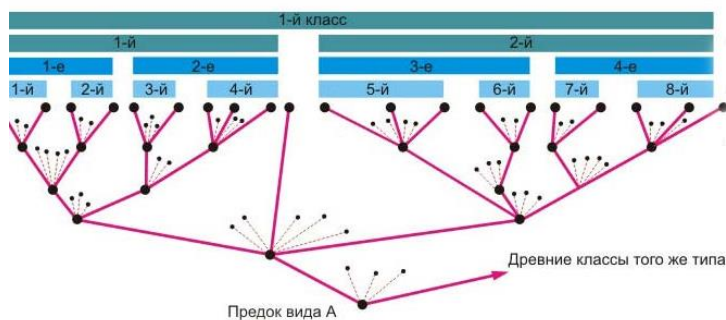 1-й класс
1-й 2-й
1-е 2-е 3-е 4-е
1-й 2-й 3-й 4-й 5-й 6-й 7-й 8-й
Древние классы того же типа
Предок вида А